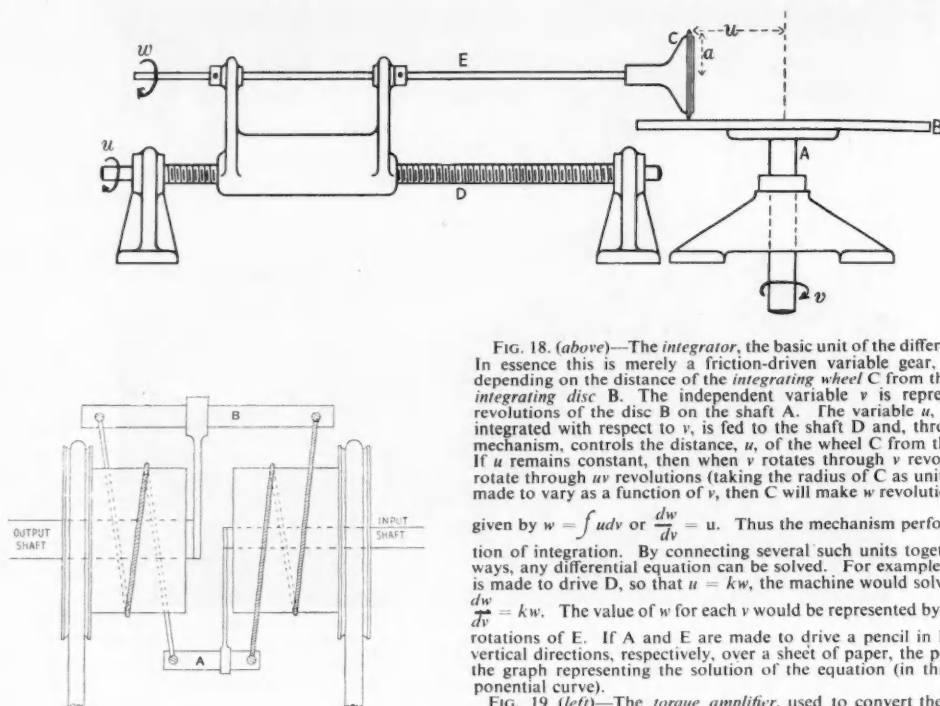 w
E
C
u
a
B
u
A
D
v
FIG. 18. (above)—The integrator, the basic unit of the differ
In essence this is merely a friction-driven variable gear,
depending on the distance of the integrating wheel C from th
integrating disc B. The independent variable v is repre
revolutions of the disc B on the shaft A. The variable u,
integrated with respect to v, is fed to the shaft D and, thr
mechanism, controls the distance, u, of the wheel C from th
If u remains constant, then when v rotates through v revol
rotate through uv revolutions (taking the radius of C as unit
made to vary as a function of v, then C will make w revoluti
given by w = ∫ udv or dw/dv = u. Thus the mechanism perfo
tion of integration. By connecting several such units toget
ways, any differential equation can be solved. For example
is made to drive D, so that u = kw, the machine would solv
dw/dv = kw. The value of w for each v would be represented by
rotations of E. If A and E are made to drive a pencil in
vertical directions, respectively, over a sheet of paper, the p
the graph representing the solution of the equation (in thi
ponential curve).
FIG. 19 (left)—The torque amplifier, used to convert the
B
OUTPUT
SHAFT
INPUT
SHAFT
A